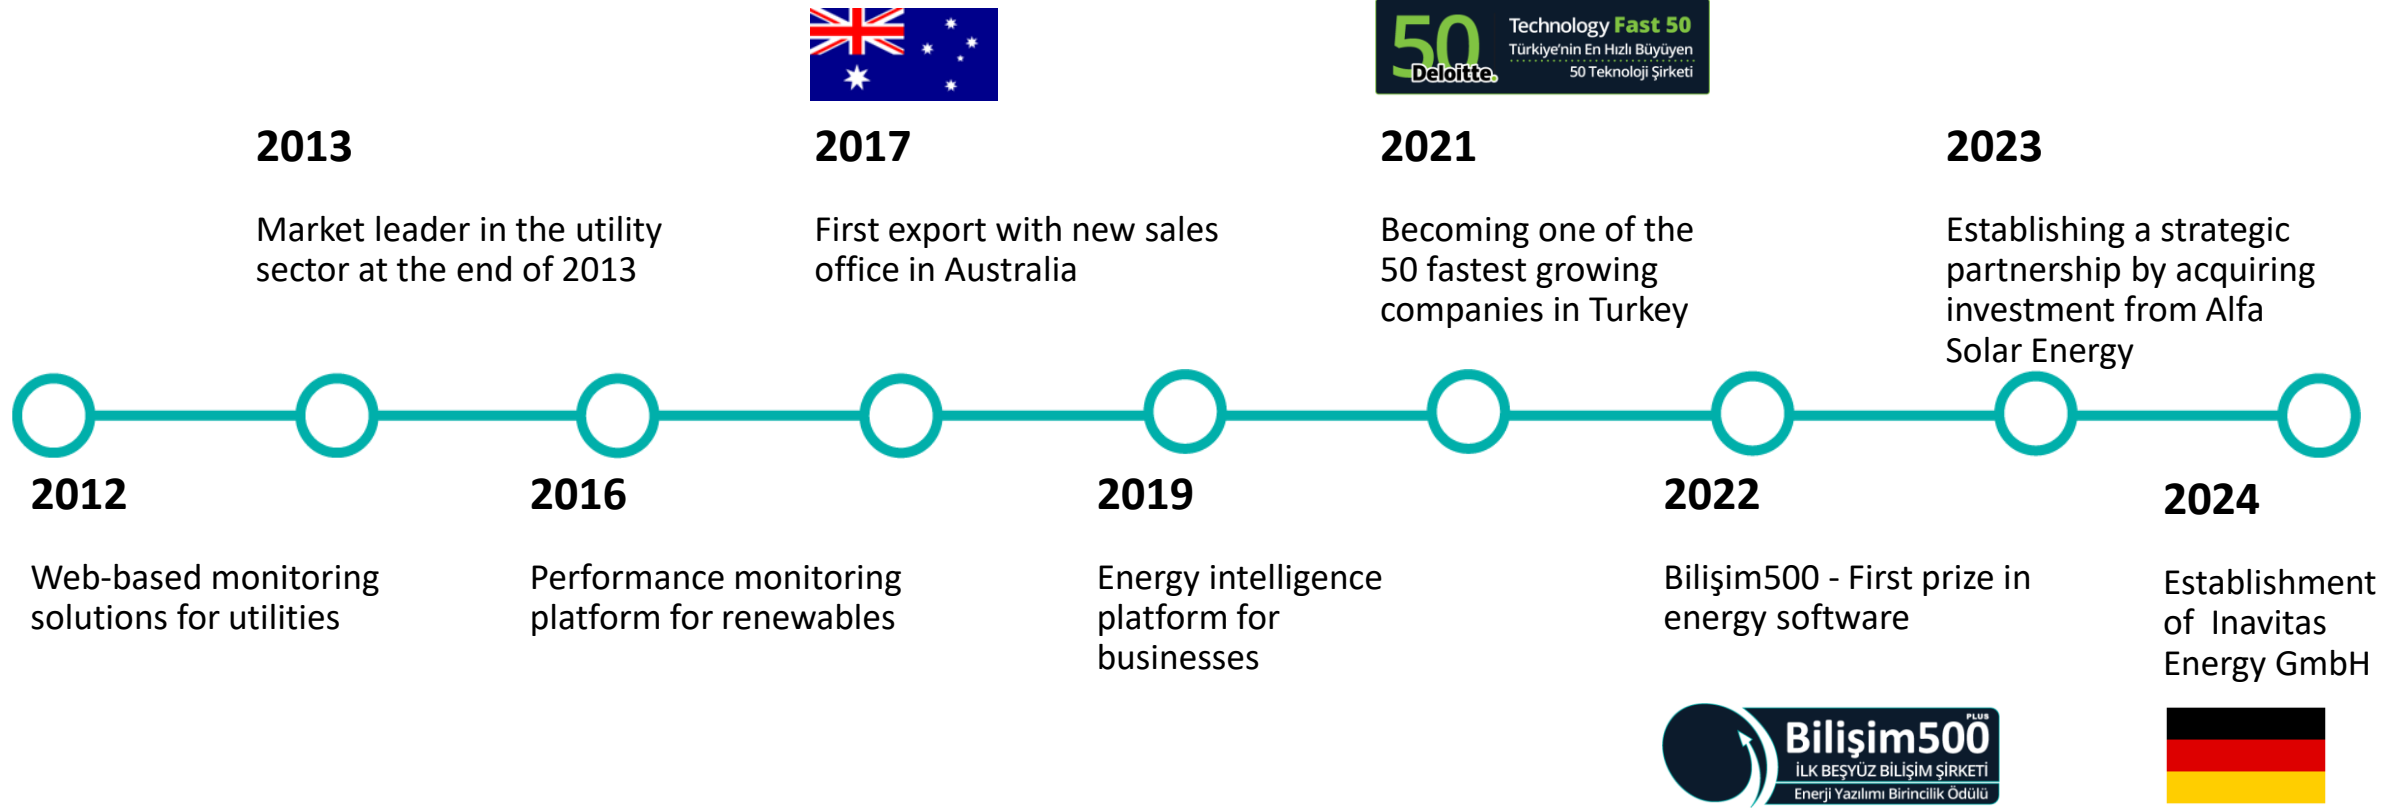 50
Deloitte.
Technology Fast 50
Türkiye'nin En Hızlı Büyüyen
50 Teknoloji Şirketi
2013
Market leader in the utility
sector at the end of 2013
2017
First export with new sales
office in Australia
2021
Becoming one of the
50 fastest growing
companies in Turkey
2023
Establishing a strategic
partnership by acquiring
investment from Alfa
Solar Energy
2012
Web-based monitoring
solutions for utilities
2016
Performance monitoring
platform for renewables
2019
Energy intelligence
platform for
businesses
2022
Bilişim500 - First prize in
energy software
2024
Establishment
of Inavitas
Energy GmbH
PLUS
Bilişim500
İLK BEŞYÜZ BİLİŞİM ŞİRKETİ
Enerji Yazılımı Birincilik Ödülü